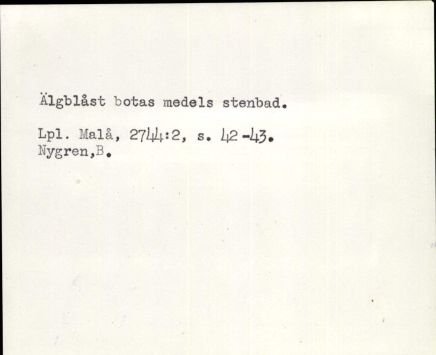 Älgblåst botas medels stenbad.
Lpl. Malå, 2744:2, s. 42-43.
Nygren,B.